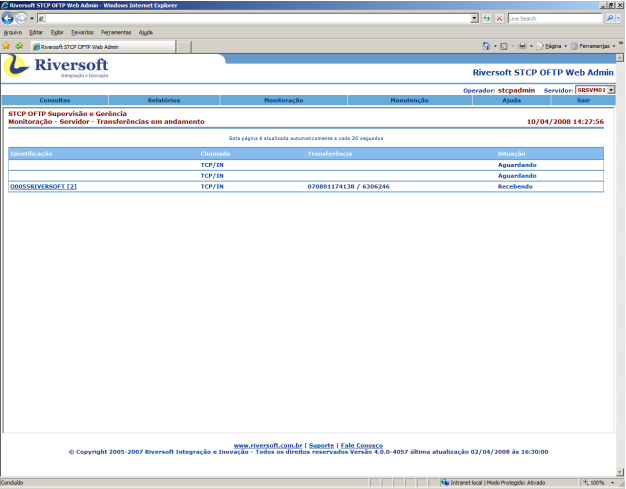 Riversoft STCP OFTP Web Admin - Windows Internet Explorer
Live Search
Arquivo Editar Exibir Favoritos Ferramentas Ajuda
Riversoft STCP OFTP Web Admin
Página Ferramentas
Riversoft
Integração e Inovação
Riversoft STCP OFTP Web Admin
Operador: stcpadmin Servidor: SRSVM01
Consultas Relatórios Monitoração Manutenção Ajuda Sair
STCP OFTP Supervisão e Gerência
Monitoração - Servidor - Transferências em andamento 10/04/2008 14:27:56
Esta página é atualizada automaticamente a cada 30 segundos
Identificação Chamada Transferência Situação
TCP/IN Aguardando
TCP/IN Aguardando
O0055RIVERSOFT [2] TCP/IN 070801174138 / 6306246 Recebendo
www.riversoft.com.br | Suporte | Fale Conosco
© Copyright 2005-2007 Riversoft Integração e Inovação - Todos os direitos reservados Versão 4.0.0-4057 última atualização 02/04/2008 às 16:30:00
Concluído Intranet local | Modo Protegido: Ativado 100%